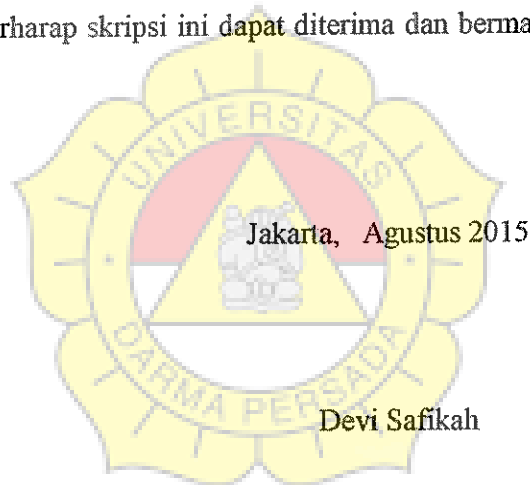 rharap skripsi ini dapat diterima dan berma
UNIVERSITAS
Jakarta, Agustus 2015
DARMA PERSADA
Devi Safikah